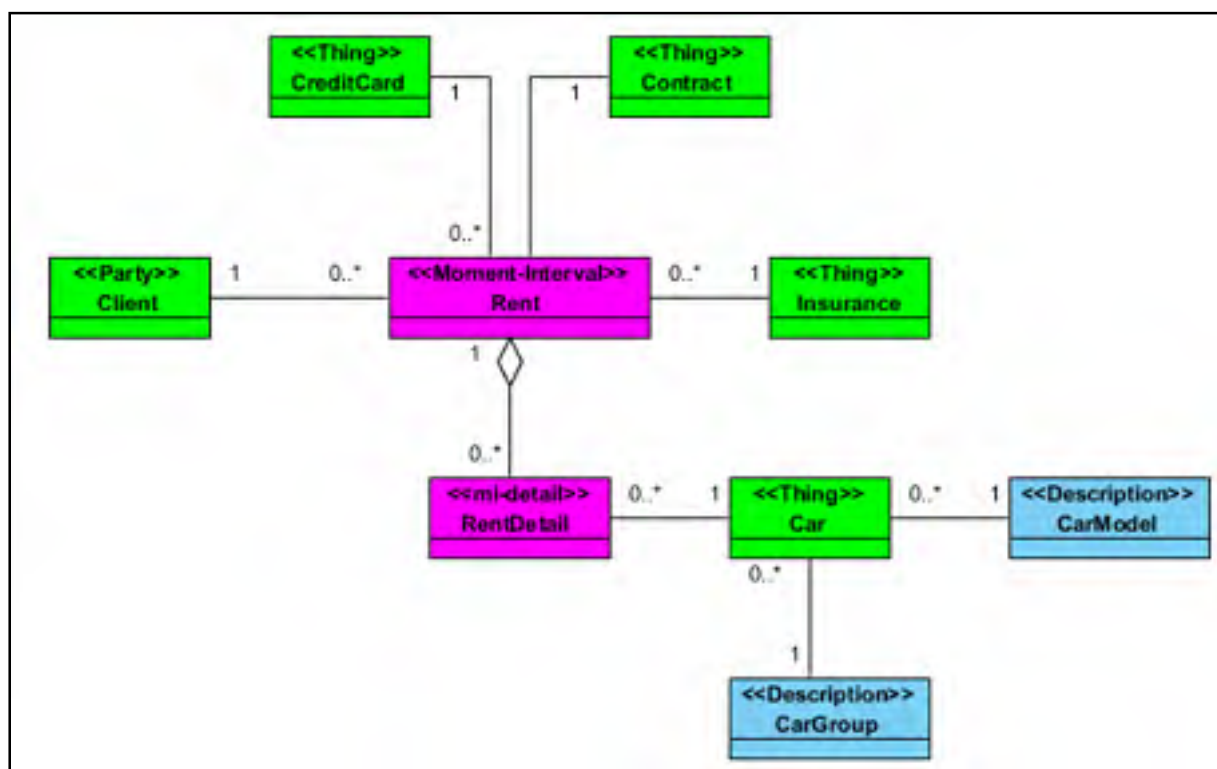 <<Thing>>
CreditCard
<<Thing>>
Contract
1
1
0..*
<<Party>>
Client
1
0..*
<<Moment-Interval>>
Rent
0..*
1
<<Thing>>
Insurance
1
0..*
<<mi-detail>>
RentDetail
0..*
1
<<Thing>>
Car
0..*
1
<<Description>>
CarModel
0..*
1
<<Description>>
CarGroup